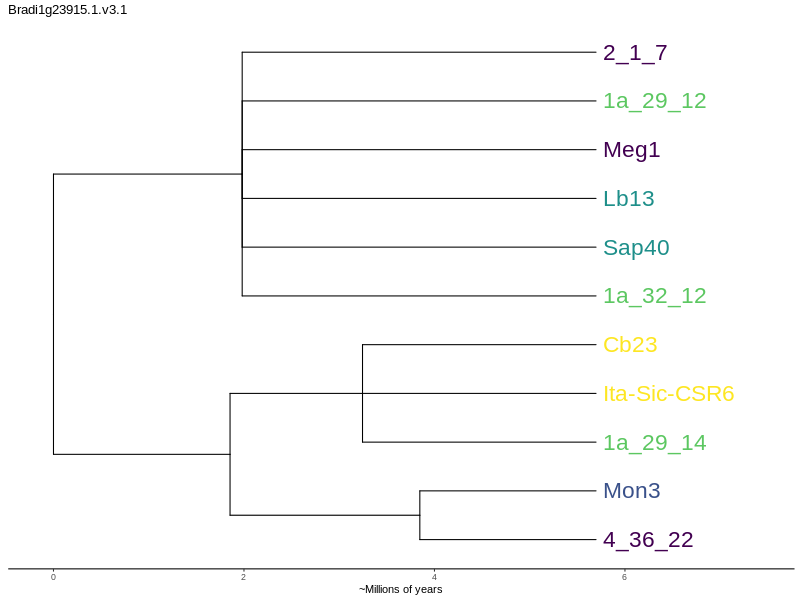 Bradi1g23915.1.v3.1
2_1_7
1a_29_12
Meg1
Lb13
Sap40
1a_32_12
Cb23
Ita-Sic-CSR6
1a_29_14
Mon3
4_36_22
0 2 4 6
~Millions of years